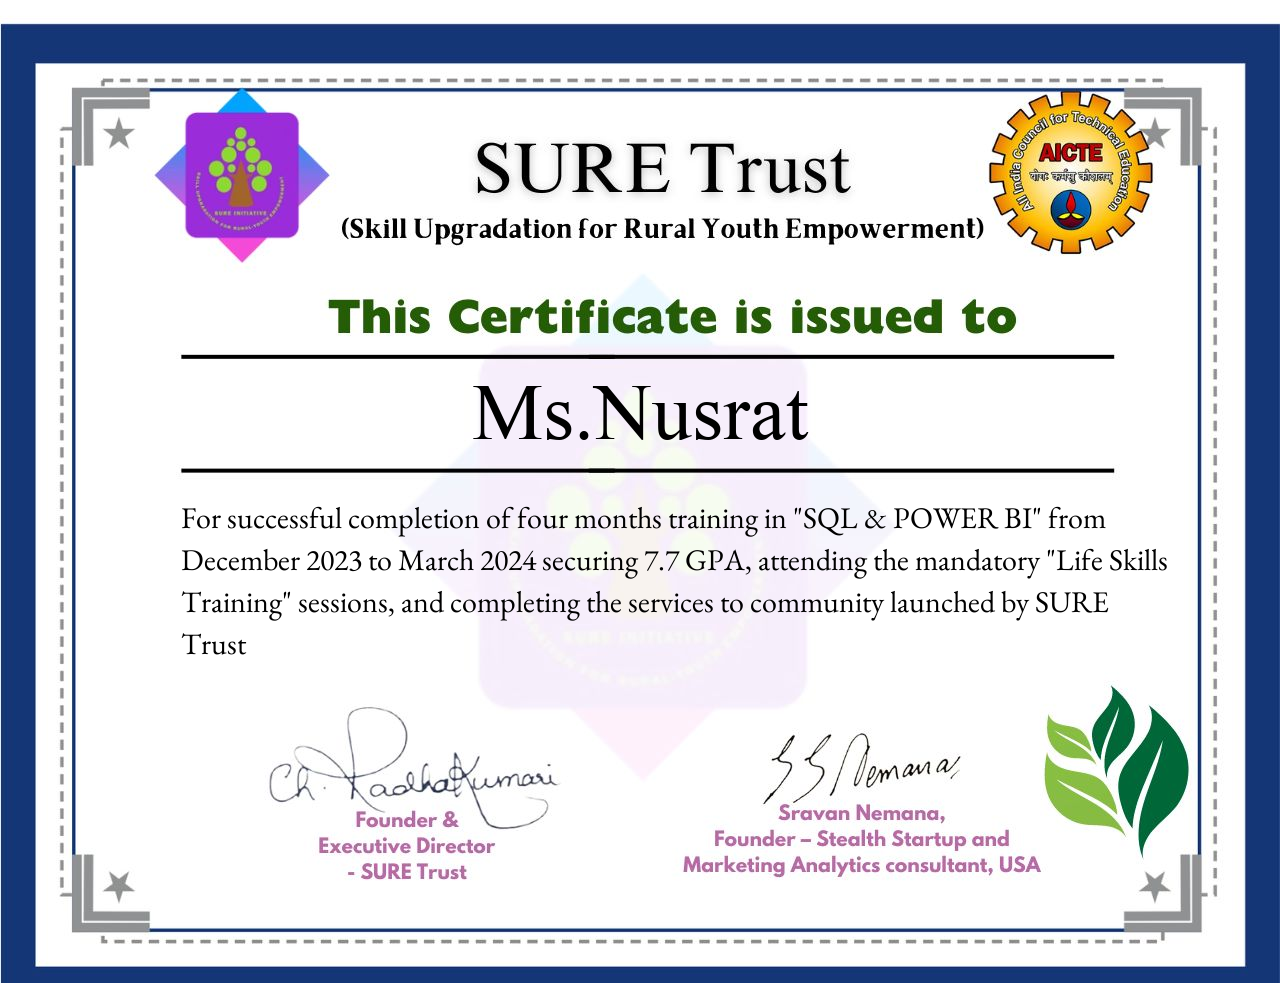 SURE Trust
(Skill Upgradation for Rural Youth Empowerment)
SKILL UPGRADATION FOR RURAL-YOUTH EMPOWERMENT
SURE INITIATIVE
All India Council for Technical Education
AICTE
योगः कर्मसु कौशलम्
This Certificate is issued to
Ms.Nusrat
For successful completion of four months training in "SQL & POWER BI" from
December 2023 to March 2024 securing 7.7 GPA, attending the mandatory "Life Skills
Training" sessions, and completing the services to community launched by SURE
Trust
SURE INITIATIVE
Ch. RadhaKumari
Founder &
Executive Director
- SURE Trust
S S Nemana
Sravan Nemana,
Founder – Stealth Startup and
Marketing Analytics consultant, USA